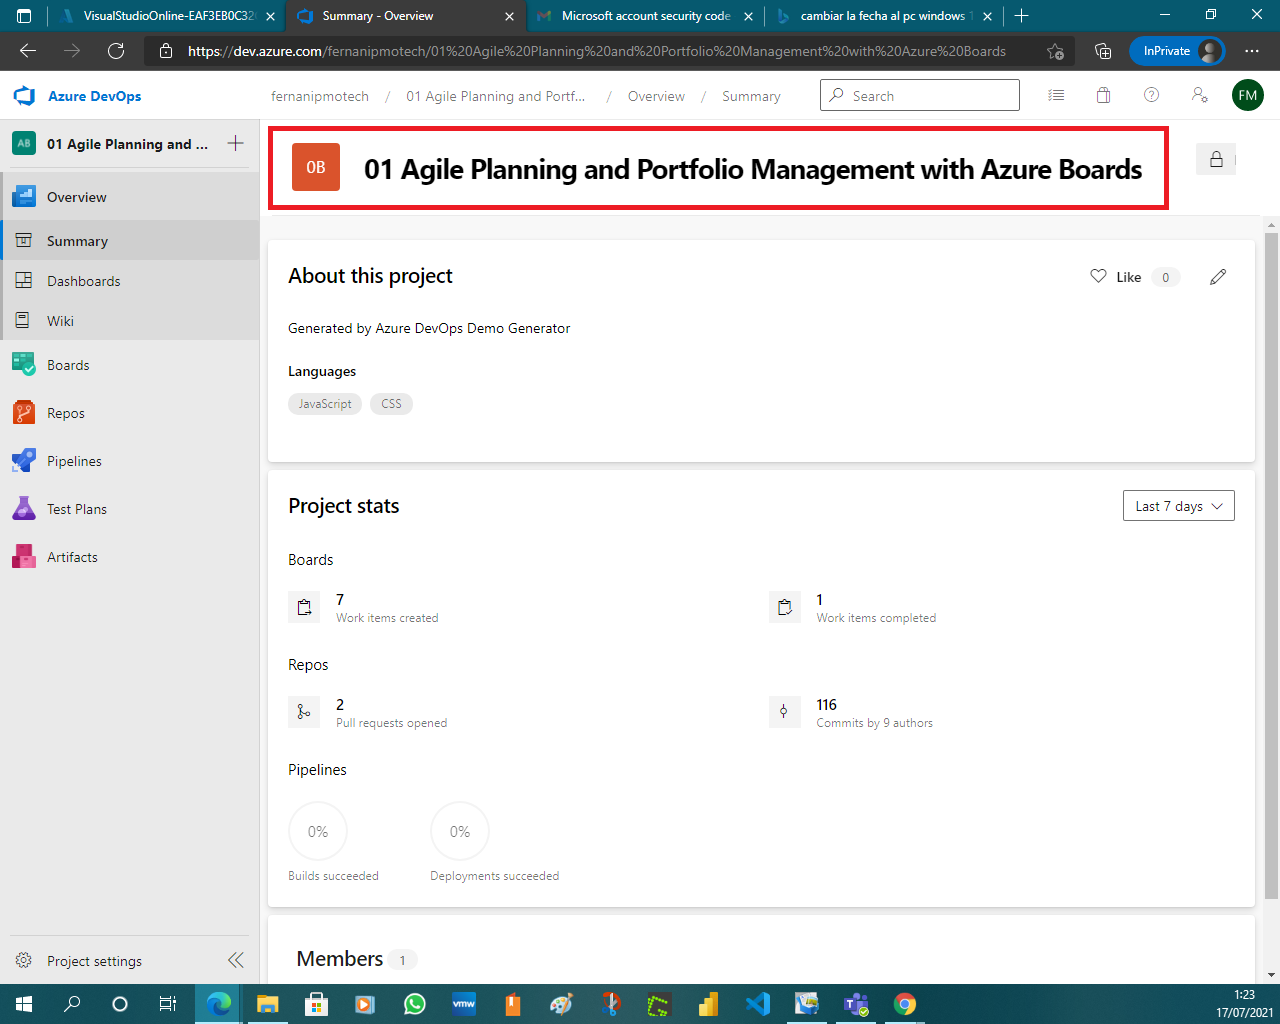 VisualStudioOnline-EAF3EB0C32
Summary - Overview
Microsoft account security code
cambiar la fecha al pc windows 1
https://dev.azure.com/fernanipmotech/01%20Agile%20Planning%20and%20Portfolio%20Management%20with%20Azure%20Boards
InPrivate
Azure DevOps
fernanipmotech / 01 Agile Planning and Portf... / Overview / Summary
Search
FM
AB 01 Agile Planning and ...
OB 01 Agile Planning and Portfolio Management with Azure Boards
Overview
Summary
Dashboards
Wiki
Boards
Repos
Pipelines
Test Plans
Artifacts
Project settings
About this project
Like 0
Generated by Azure DevOps Demo Generator
Languages
JavaScript CSS
Project stats
Last 7 days
Boards
7
Work items created
1
Work items completed
Repos
2
Pull requests opened
116
Commits by 9 authors
Pipelines
0%
Builds succeeded
0%
Deployments succeeded
Members 1
vmw
1:23
17/07/2021